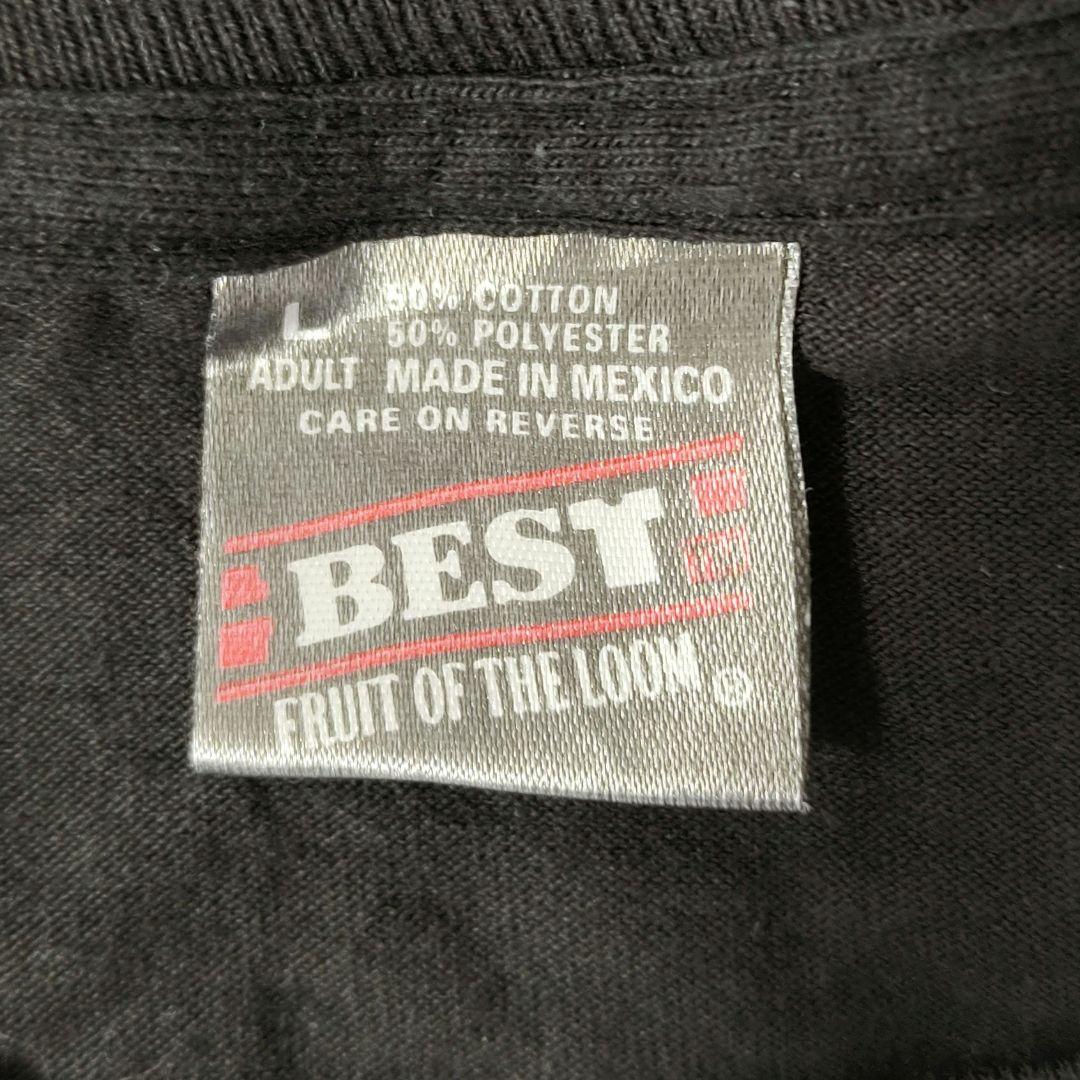 L
50% COTTON
50% POLYESTER
ADULT
MADE IN MEXICO
CARE ON REVERSE
BEST
FRUIT OF THE LOOM ®